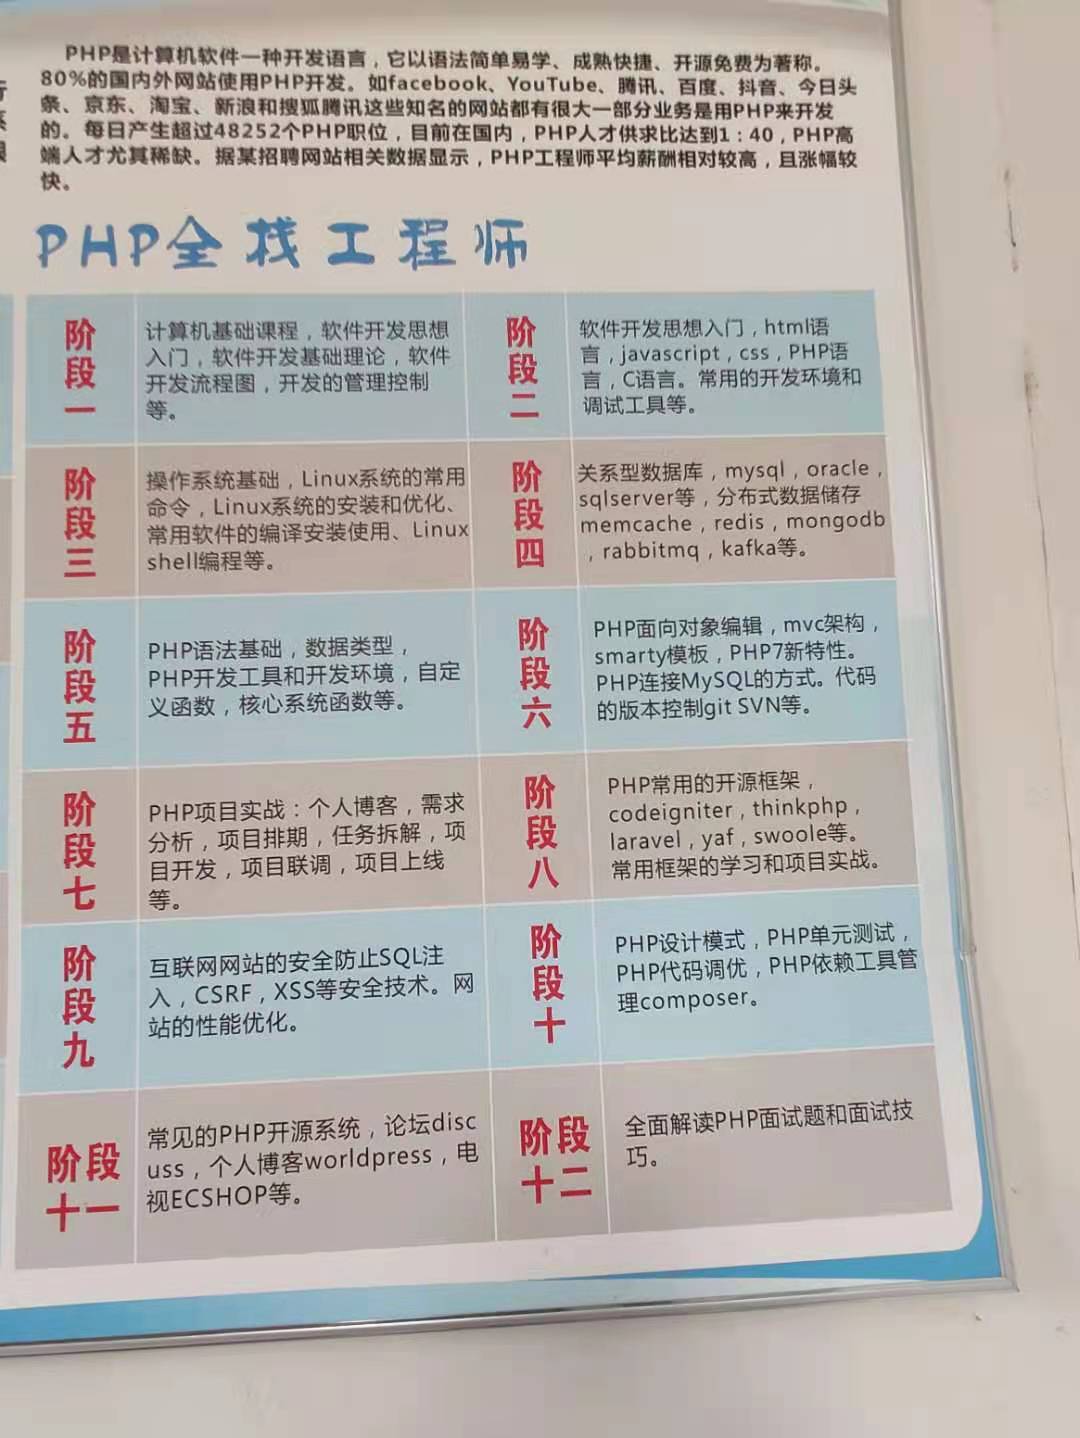 PHP是计算机软件一种开发语言，它以语法简单易学、成熟快捷、开源免费为著称。
80%的国内外网站使用PHP开发。如facebook、YouTube、腾讯、百度、抖音、今日头
条、京东、淘宝、新浪和搜狐腾讯这些知名的网站都有很大一部分业务是用PHP来开发
的。每日产生超过48252个PHP职位，目前在国内，PHP人才供求比达到1：40，PHP高
端人才尤其稀缺。据某招聘网站相关数据显示，PHP工程师平均薪酬相对较高，且涨幅较
快。
PHP全找工程师
阶段一
计算机基础课程，软件开发思想
入门，软件开发基础理论，软件
开发流程图，开发的管理控制
等。
阶段二
软件开发思想入门，html语
言，javascript，css，PHP语
言，C语言。常用的开发环境和
调试工具等。
阶段三
操作系统基础，Linux系统的常用
命令，Linux系统的安装和优化、
常用软件的编译安装使用、Linux
shell编程等。
阶段四
关系型数据库，mysql，oracle，
sqlserver等，分布式数据储存
memcache，redis，mongodb
，rabbitmq，kafka等。
阶段五
PHP语法基础，数据类型，
PHP开发工具和开发环境，自定
义函数，核心系统函数等。
阶段六
PHP面向对象编辑，mvc架构，
smarty模板，PHP7新特性。
PHP连接MySQL的方式。代码
的版本控制git SVN等。
阶段七
PHP项目实战：个人博客，需求
分析，项目排期，任务拆解，项
目开发，项目联调，项目上线
等。
阶段八
PHP常用的开源框架，
codeigniter，thinkphp，
laravel，yaf，swoole等。
常用框架的学习和项目实战。
阶段九
互联网网站的安全防止SQL注
入，CSRF，XSS等安全技术。网
站的性能优化。
阶段十
PHP设计模式，PHP单元测试，
PHP代码调优，PHP依赖工具管
理composer。
阶段
十一
常见的PHP开源系统，论坛disc
uss，个人博客worldpress，电
视ECSHOP等。
阶段
十二
全面解读PHP面试题和面试技
巧。